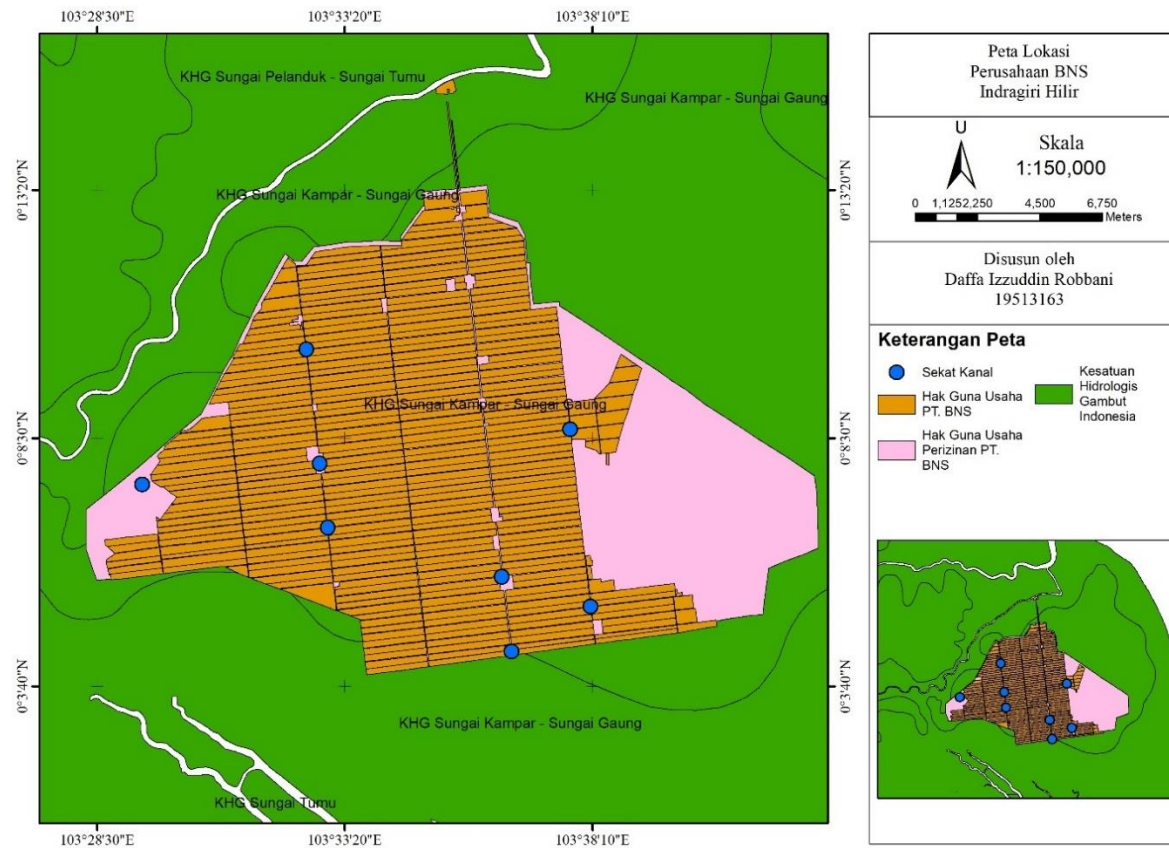 103°28'30"E
103°33'20"E
103°38'10"E
KHG Sungai Pelanduk - Sungai Tumu
KHG Sungai Kampar - Sungai Gaung
0°13'20"N
0°13'20"N
KHG Sungai Kampar - Sungai Gaung
KHG Sungai Kampar - Sungai Gaung
0°8'30"N
0°8'30"N
0°3'40"N
0°3'40"N
KHG Sungai Kampar - Sungai Gaung
KHG Sungai Tumu
103°28'30"E
103°33'20"E
103°38'10"E
Peta Lokasi
Perusahaan BNS
Indragiri Hilir
U
Skala
1:150,000
0 1,1252,250 4,500 6,750
Meters
Disusun oleh
Daffa Izzuddin Robbani
19513163
Keterangan Peta
Sekat Kanal
Hak Guna Usaha
PT. BNS
Hak Guna Usaha
Perizinan PT.
BNS
Kesatuan
Hidrologis
Gambut
Indonesia